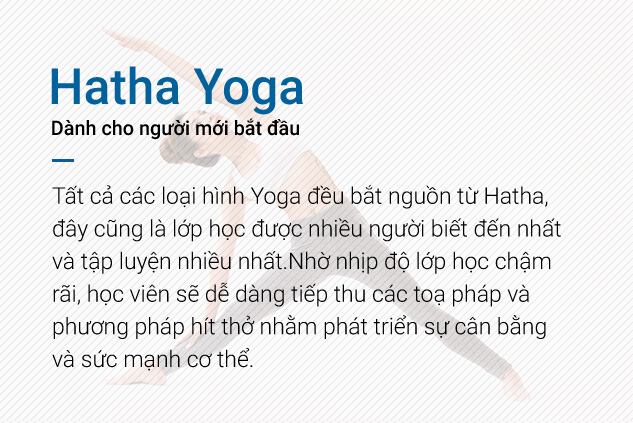 Hatha Yoga
Dành cho người mới bắt đầu
Tất cả các loại hình Yoga đều bắt nguồn từ Hatha,
đây cũng là lớp học được nhiều người biết đến nhất
và tập luyện nhiều nhất.Nhờ nhịp độ lớp học chậm
rãi, học viên sẽ dễ dàng tiếp thu các toạ pháp và
phương pháp hít thở nhằm phát triển sự cân bằng
và sức mạnh cơ thể.